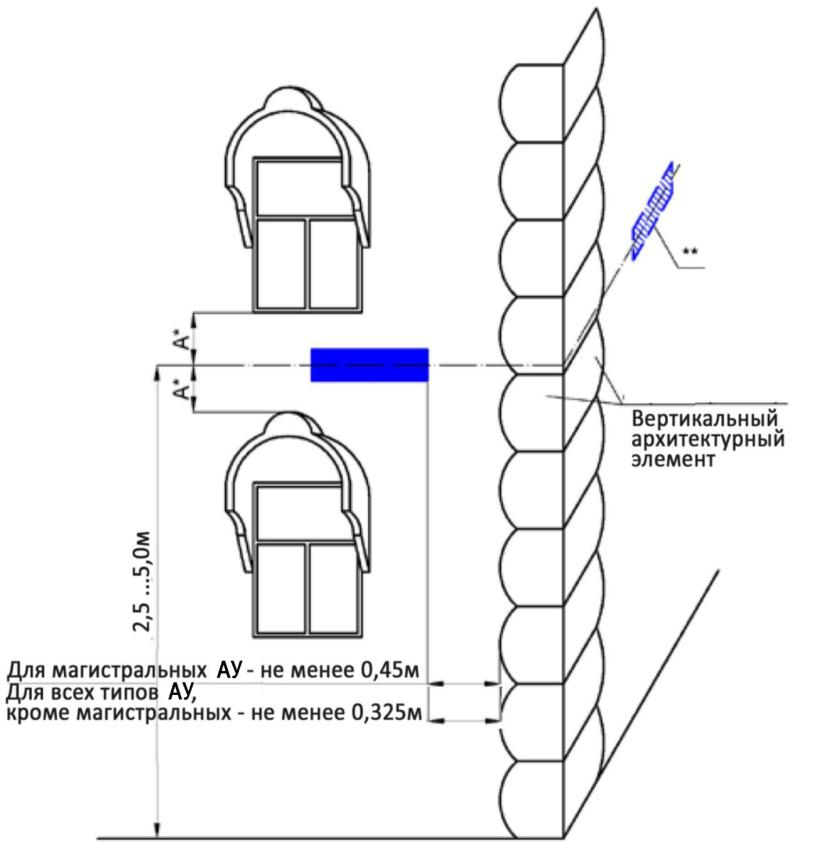 **
А*
А*
Вертикальный
архитектурный
элемент
2,5 ...5,0м
Для магистральных АУ - не менее 0,45м
Для всех типов АУ,
кроме магистральных - не менее 0,325м